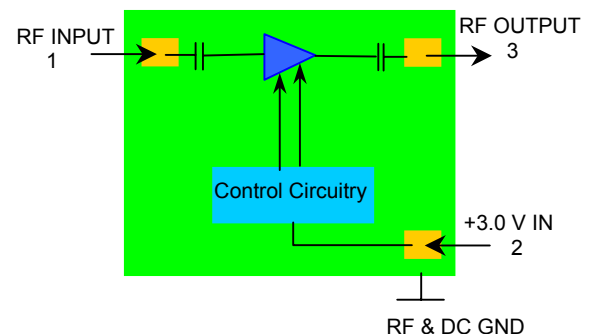 RF INPUT
1
RF OUTPUT
3
Control Circuitry
+3.0 V IN
2
RF & DC GND